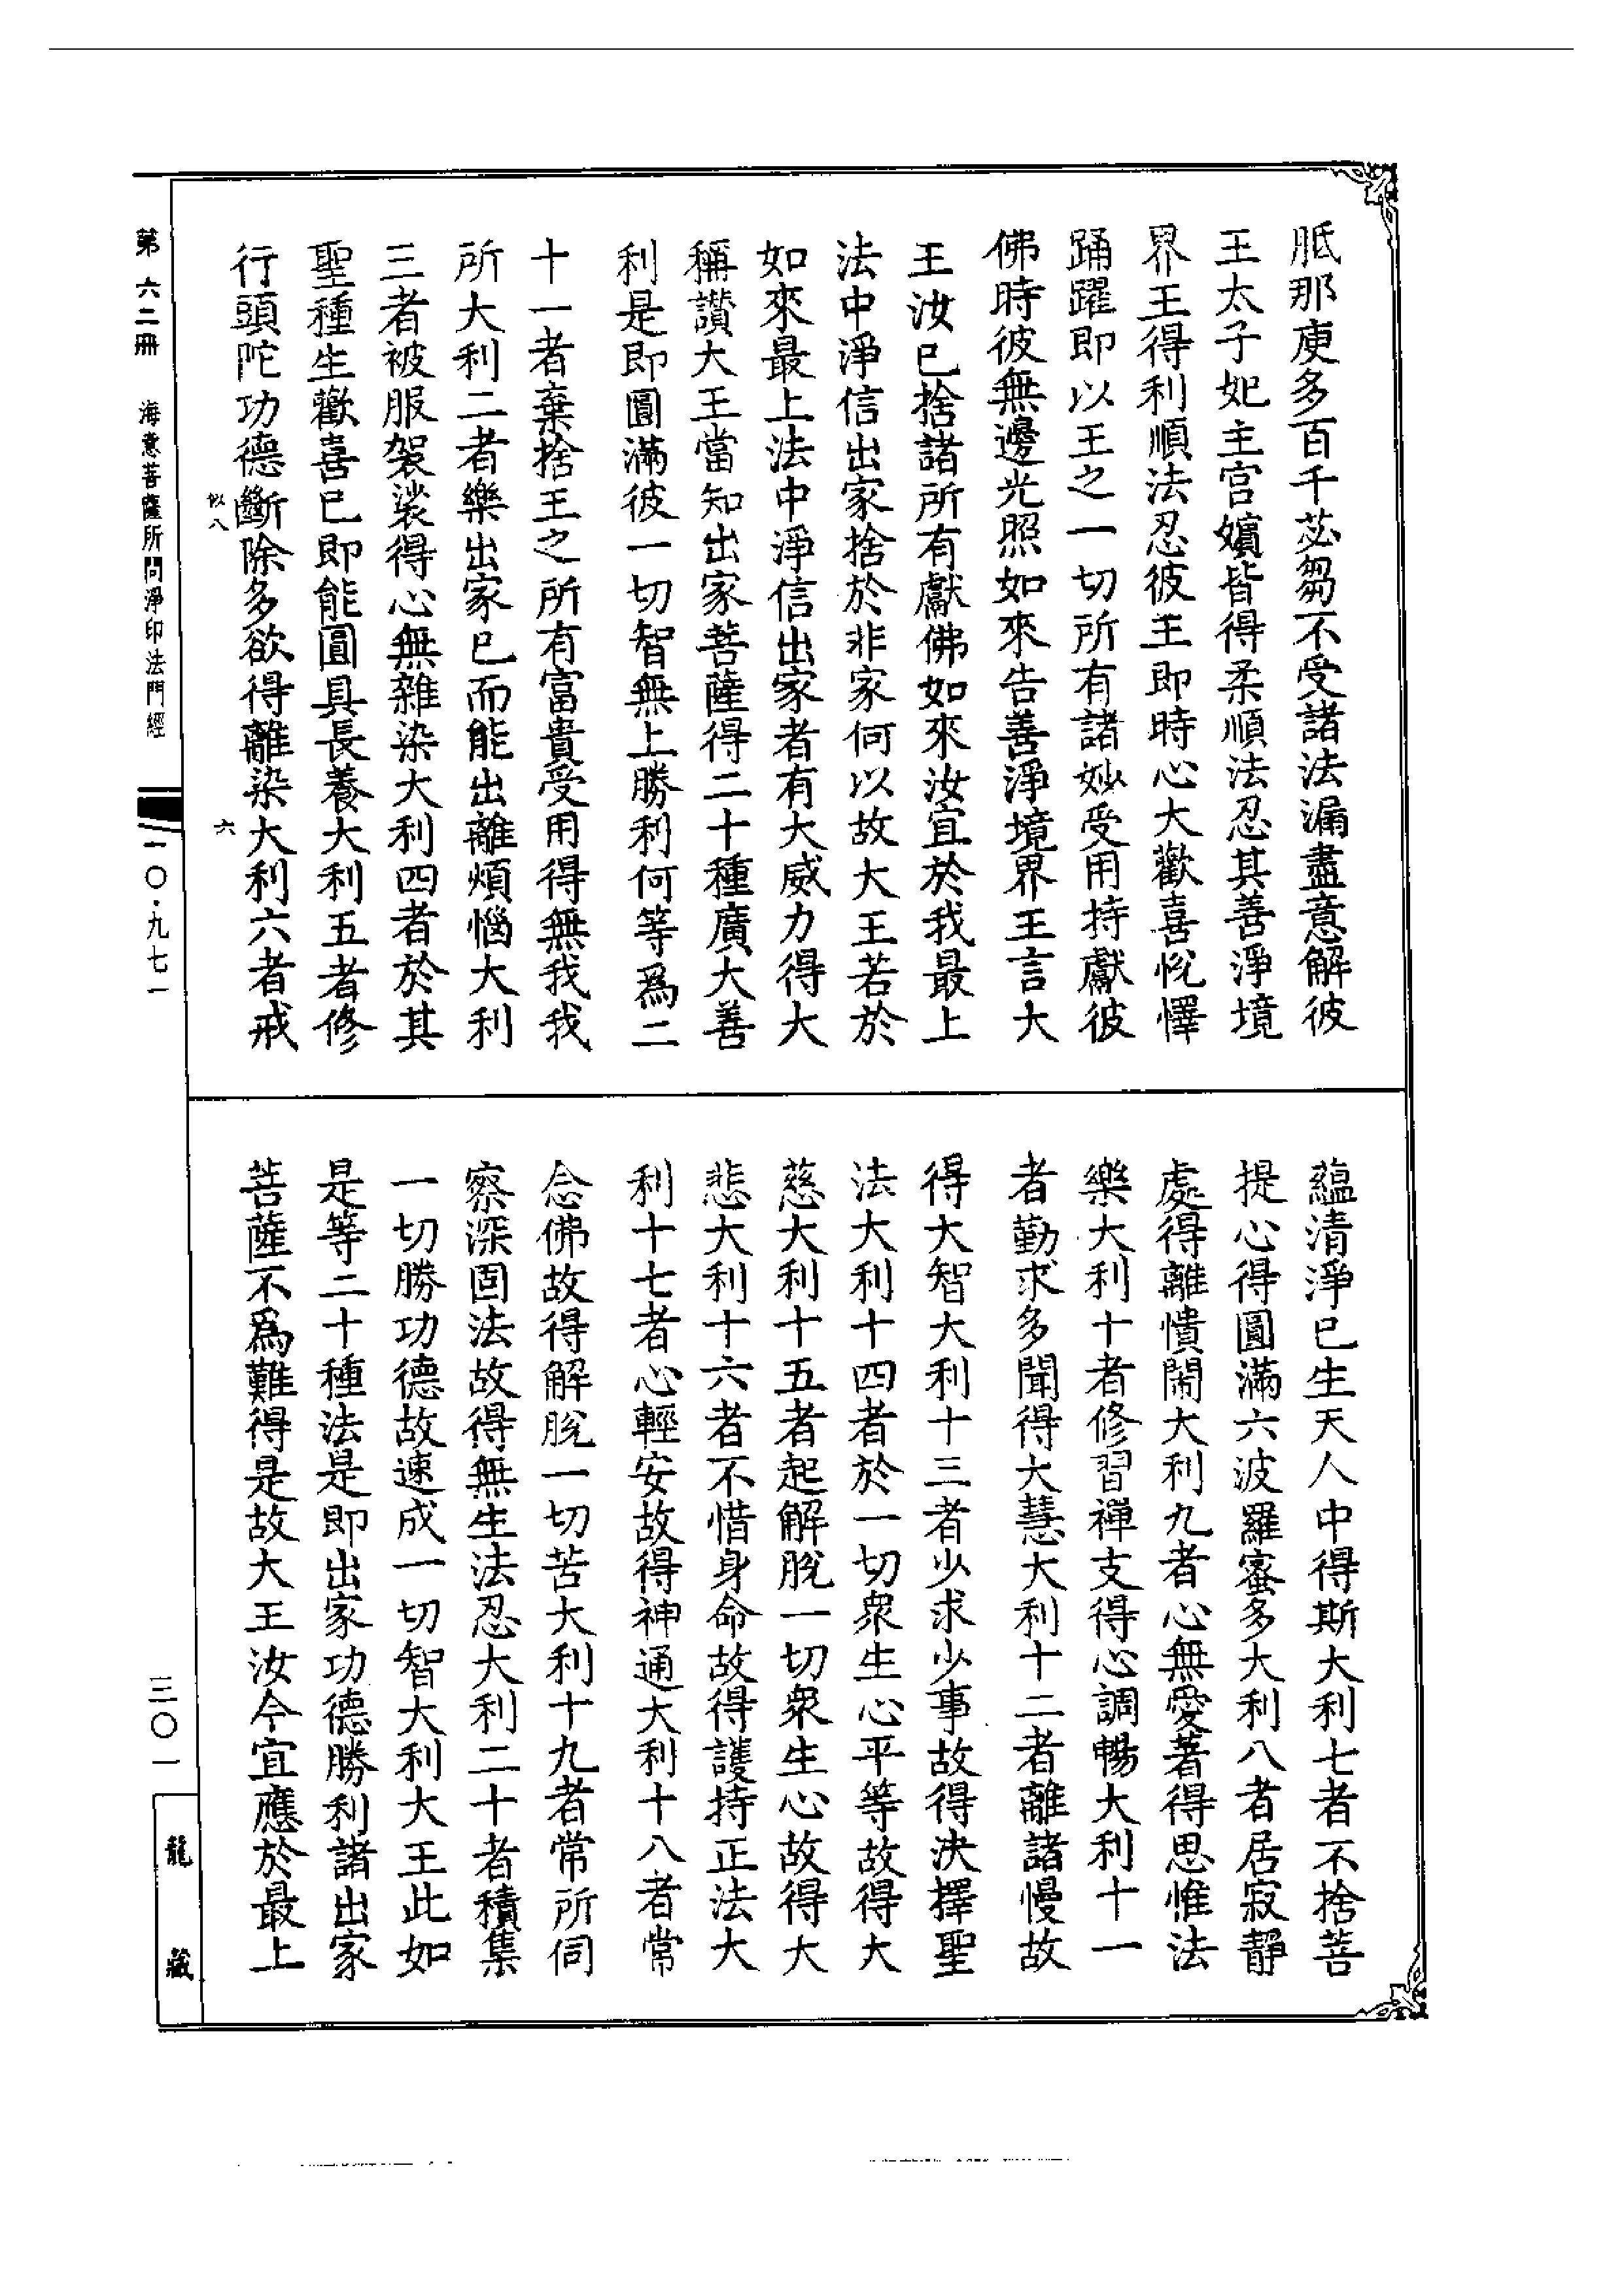 胝那庾多百千苾芻不受諸法漏盡意解彼
王太子妃主宮嬪皆得柔順法忍其善淨境
界王得利順法忍彼王即時心大歡喜悅懌
踊躍即以王之一切所有諸妙受用持獻彼
佛時彼無邊光照如來告善淨境界王言大
王汝已捨諸所有獻佛如來汝宜於我最上
法中淨信出家捨於非家何以故大王若於
如來最上法中淨信出家者有大威力得大
稱讚大王當知出家菩薩得二十種廣大善
利是即圓滿彼一切智無上勝利何等為二
十一者棄捨王之所有富貴受用得無我我
所大利二者樂出家已而能出離煩惱大利
三者被服袈裟得心無雜染大利四者於其
聖種生歡喜已即能圓具長養大利五者修
行頭陀功德斷除多欲得離染大利六者戒
蘊清淨已生天人中得斯大利七者不捨菩
提心得圓滿六波羅蜜多大利八者居寂靜
處得離憒閙大利九者心無愛著得思惟法
樂大利十者修習禪支得心調暢大利十一
者勤求多聞得大慧大利十二者離諸慢故
得大智大利十三者少求少事故得決擇聖
法大利十四者於一切眾生心平等故得大
慈大利十五者起解脫一切眾生心故得大
悲大利十六者不惜身命故得護持正法大
利十七者心輕安故得神通大利十八者常
念佛故得解脫一切苦大利十九者常所伺
察深固法故得無生法忍大利二十者積集
一切勝功德故速成一切智大利大王此如
是等二十種法是即出家功德勝利諸出家
菩薩不為難得是故大王汝今宜應於最上
似八
六
第六二冊 海意菩薩所問淨印法門經
一〇·九七一
三〇一
龍藏